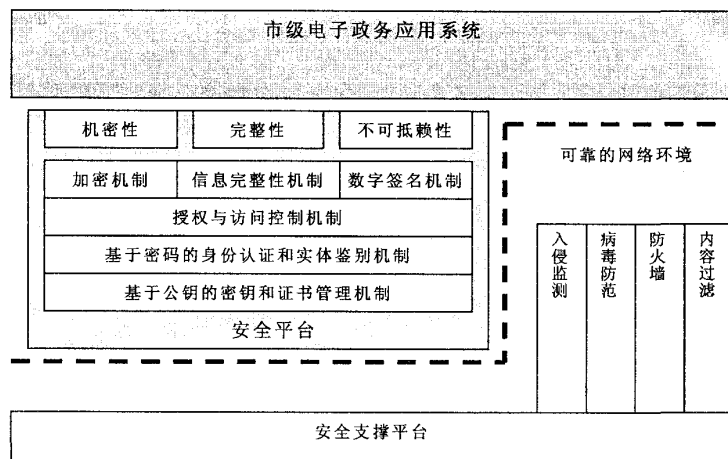 市级电子政务应用系统
机密性
完整性
不可抵赖性
加密机制
信息完整性机制
数字签名机制
授权与访问控制机制
基于密码的身份认证和实体鉴别机制
基于公钥的密钥和证书管理机制
安全平台
可靠的网络环境
入侵监测
病毒防范
防火墙
内容过滤
安全支撑平台